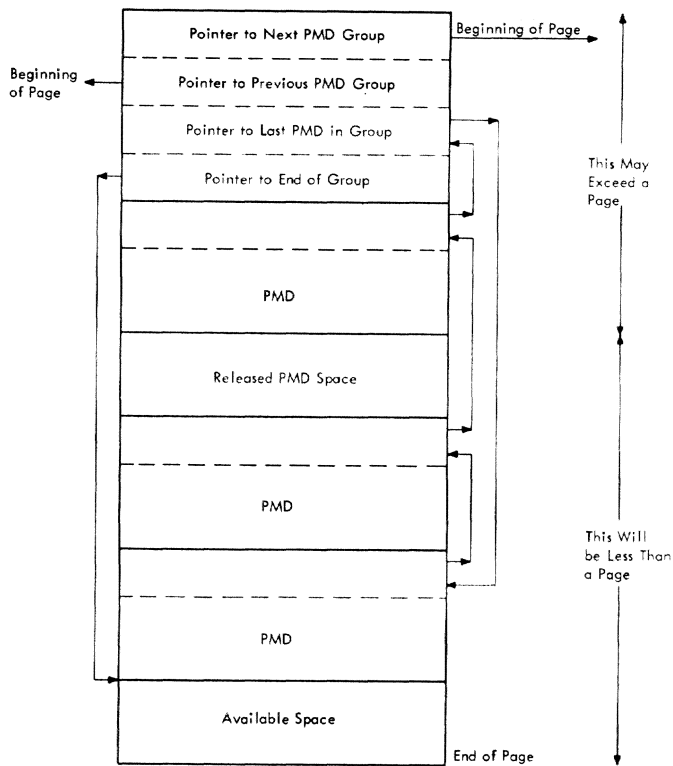 Pointer to Next PMD Group
Beginning of Page
Beginning
of Page
Pointer to Previous PMD Group
Pointer to Last PMD in Group
Pointer to End of Group
This May
Exceed a
Page
PMD
Released PMD Space
PMD
This Will
be Less Than
a Page
PMD
Available Space
End of Page